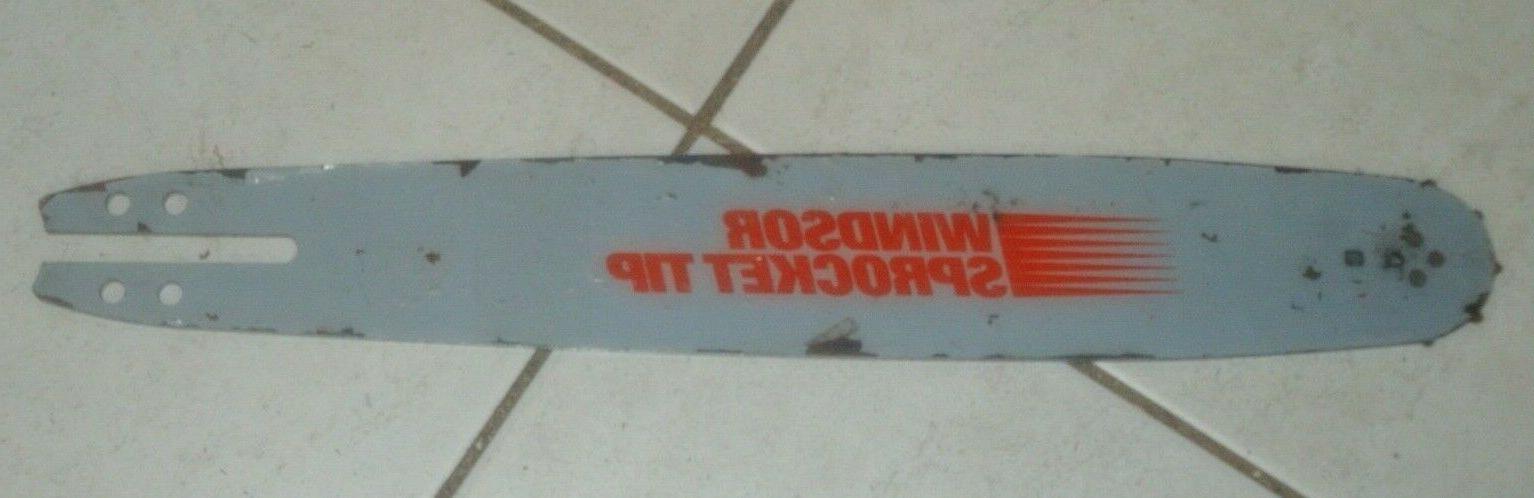 WINDSOR
SPROCKET TIP